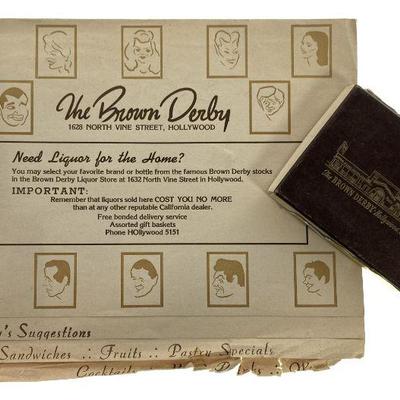 The Brown Derby
1628 NORTH VINE STREET, HOLLYWOOD
Need Liquor for the Home?
You may select your favorite brand or bottle from the famous Brown Derby stocks
in the Brown Derby Liquor Store at 1632 North Vine Street in Hollywood.
IMPORTANT:
Remember that liquors sold here COST YOU NO MORE
than at any other reputable California dealer.
Free bonded delivery service
Assorted gift baskets
Phone HOllywood 5151
y's Suggestions
Sandwiches ∴ Fruits ∴ Pastry Specials
Cocktails
The BROWN DERBY Hollywood